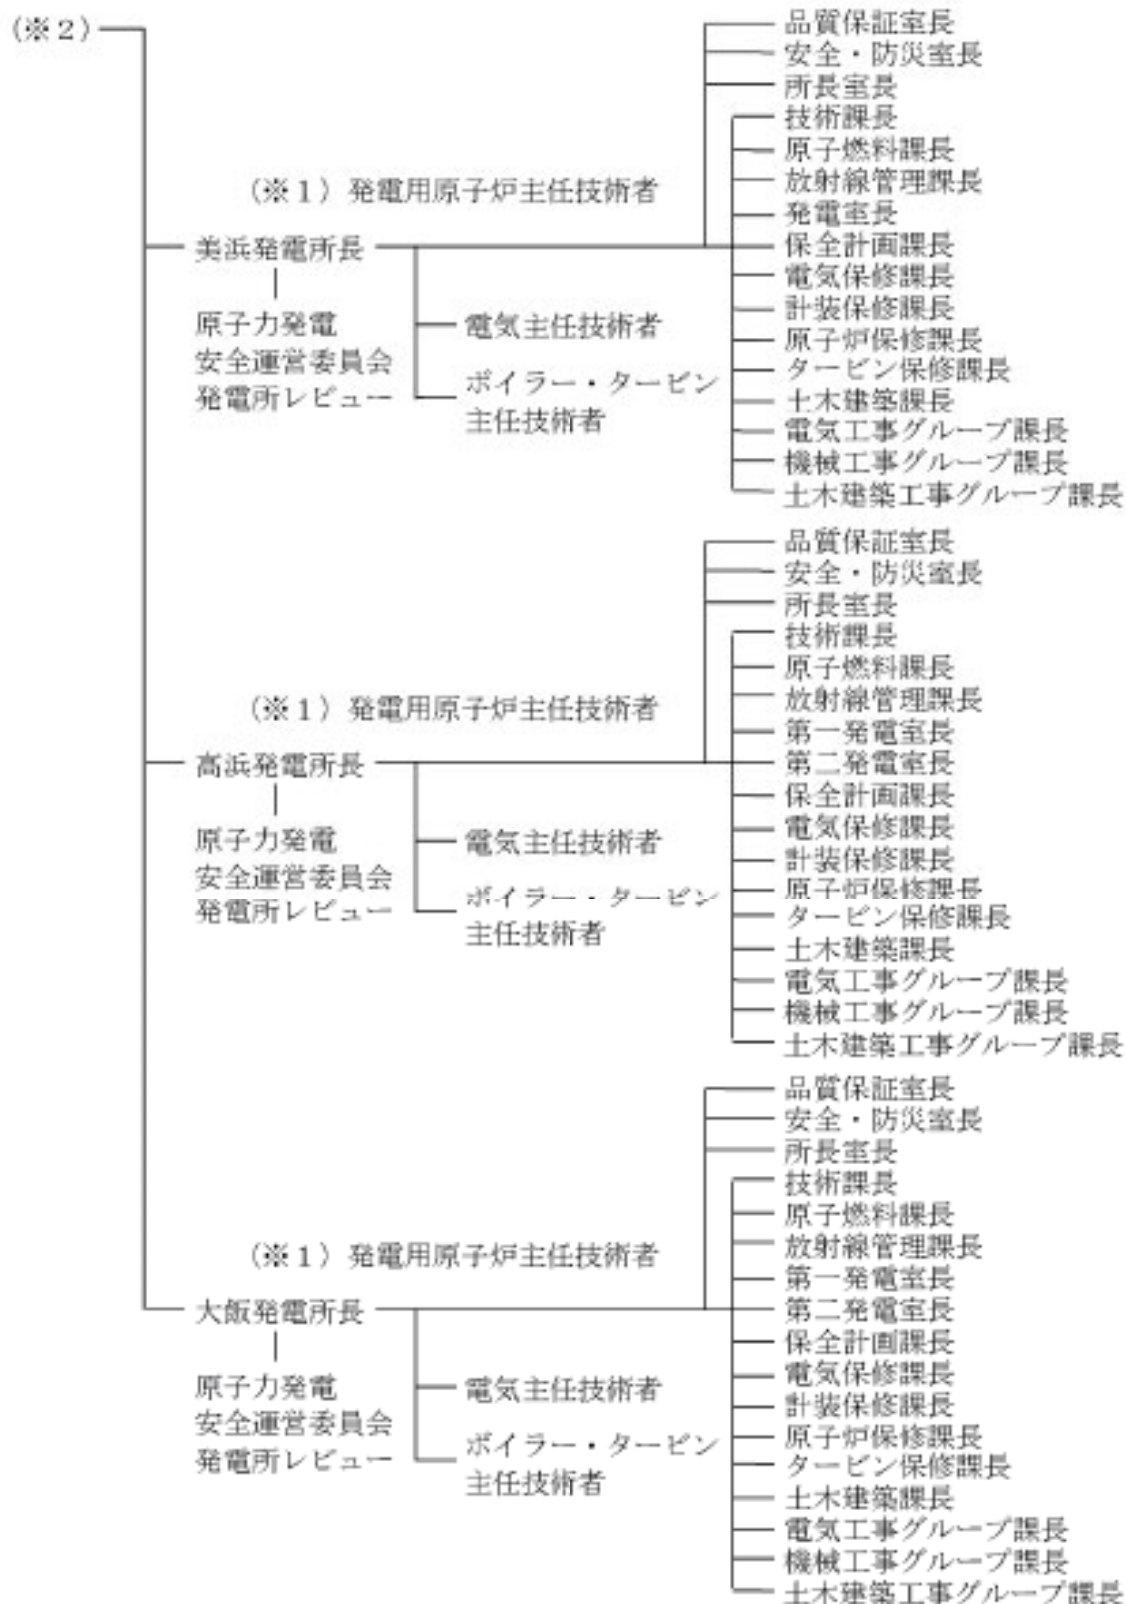 (※2)
品質保証室長
安全・防災室長
所長室長
技術課長
原子燃料課長
放射線管理課長
発電室長
保全計画課長
電気保修課長
計装保修課長
原子炉保修課長
タービン保修課長
土木建築課長
電気工事グループ課長
機械工事グループ課長
土木建築工事グループ課長
(※1)発電用原子炉主任技術者
美浜発電所長
原子力発電
安全運営委員会
発電所レビュー
電気主任技術者
ボイラー・タービン
主任技術者
品質保証室長
安全・防災室長
所長室長
技術課長
原子燃料課長
放射線管理課長
第一発電室長
第二発電室長
保全計画課長
電気保修課長
計装保修課長
原子炉保修課長
タービン保修課長
土木建築課長
電気工事グループ課長
機械工事グループ課長
土木建築工事グループ課長
(※1)発電用原子炉主任技術者
高浜発電所長
原子力発電
安全運営委員会
発電所レビュー
電気主任技術者
ボイラー・タービン
主任技術者
品質保証室長
安全・防災室長
所長室長
技術課長
原子燃料課長
放射線管理課長
第一発電室長
第二発電室長
保全計画課長
電気保修課長
計装保修課長
原子炉保修課長
タービン保修課長
土木建築課長
電気工事グループ課長
機械工事グループ課長
土木建築工事グループ課長
(※1)発電用原子炉主任技術者
大飯発電所長
原子力発電
安全運営委員会
発電所レビュー
電気主任技術者
ボイラー・タービン
主任技術者